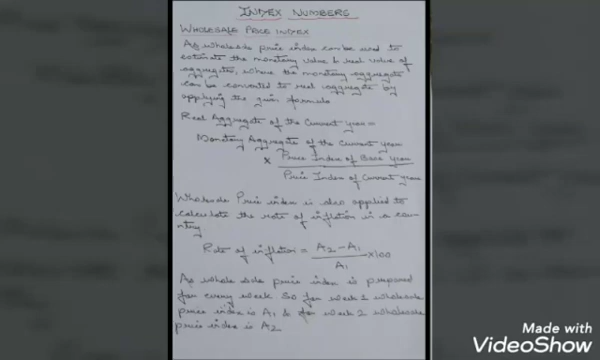 INDEX NUMBERS
WHOLESALE PRICE INDEX
As wholesale price index can be used to
estimate the monetary value & real value of
aggregates, where the monetary aggregate
can be converted to real aggregate by
applying the given formula
Real Aggregate of the Current year =
Monetary Aggregate of the Current year
× Price index of Base year
Price Index of Current year
Wholesale Price index is also applied to
calculate the rate of inflation in a coun-
try
Rate of inflation = A2 - A1 ×100
A1
As whole sale price index is prepared
for every week So for week 1 wholesale
price index is A1 & for week 2 wholesale
price index is A2
Made with
VideoShow